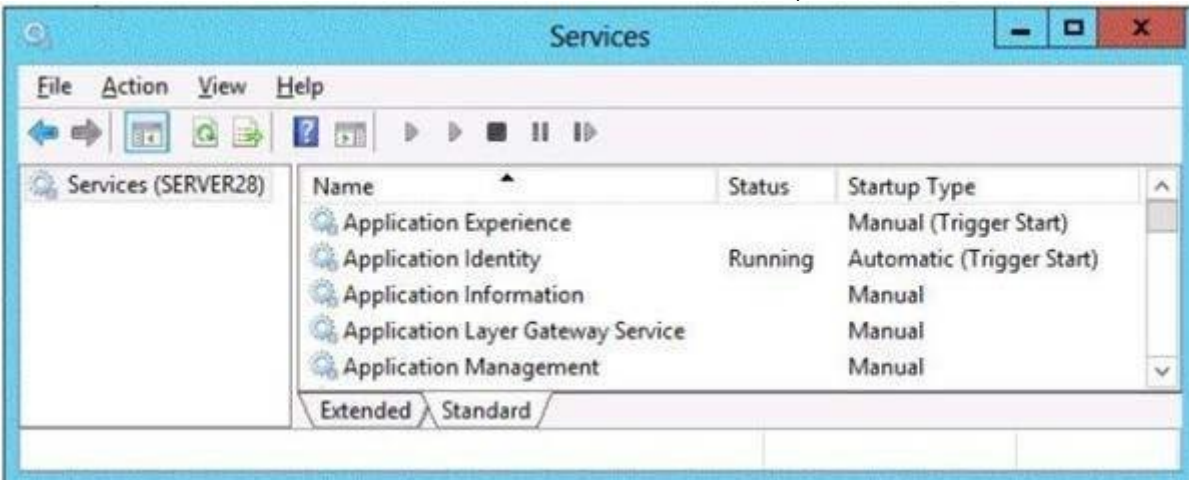 Services
File Action View Help
Services (SERVER28)
Name Status Startup Type
Application Experience Manual (Trigger Start)
Application Identity Running Automatic (Trigger Start)
Application Information Manual
Application Layer Gateway Service Manual
Application Management Manual
Extended Standard